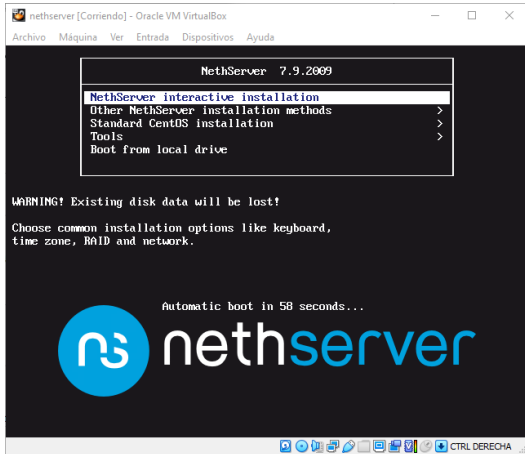 nethserver [Corriendo] - Oracle VM VirtualBox
Archivo Máquina Ver Entrada Dispositivos Ayuda
NethServer 7.9.2009
NethServer interactive installation
Other NethServer installation methods >
Standard CentOS installation >
Tools >
Boot from local drive
WARNING! Existing disk data will be lost!
Choose common installation options like keyboard,
time zone, RAID and network.
Automatic boot in 58 seconds...
ns nethserver
CTRL DERECHA